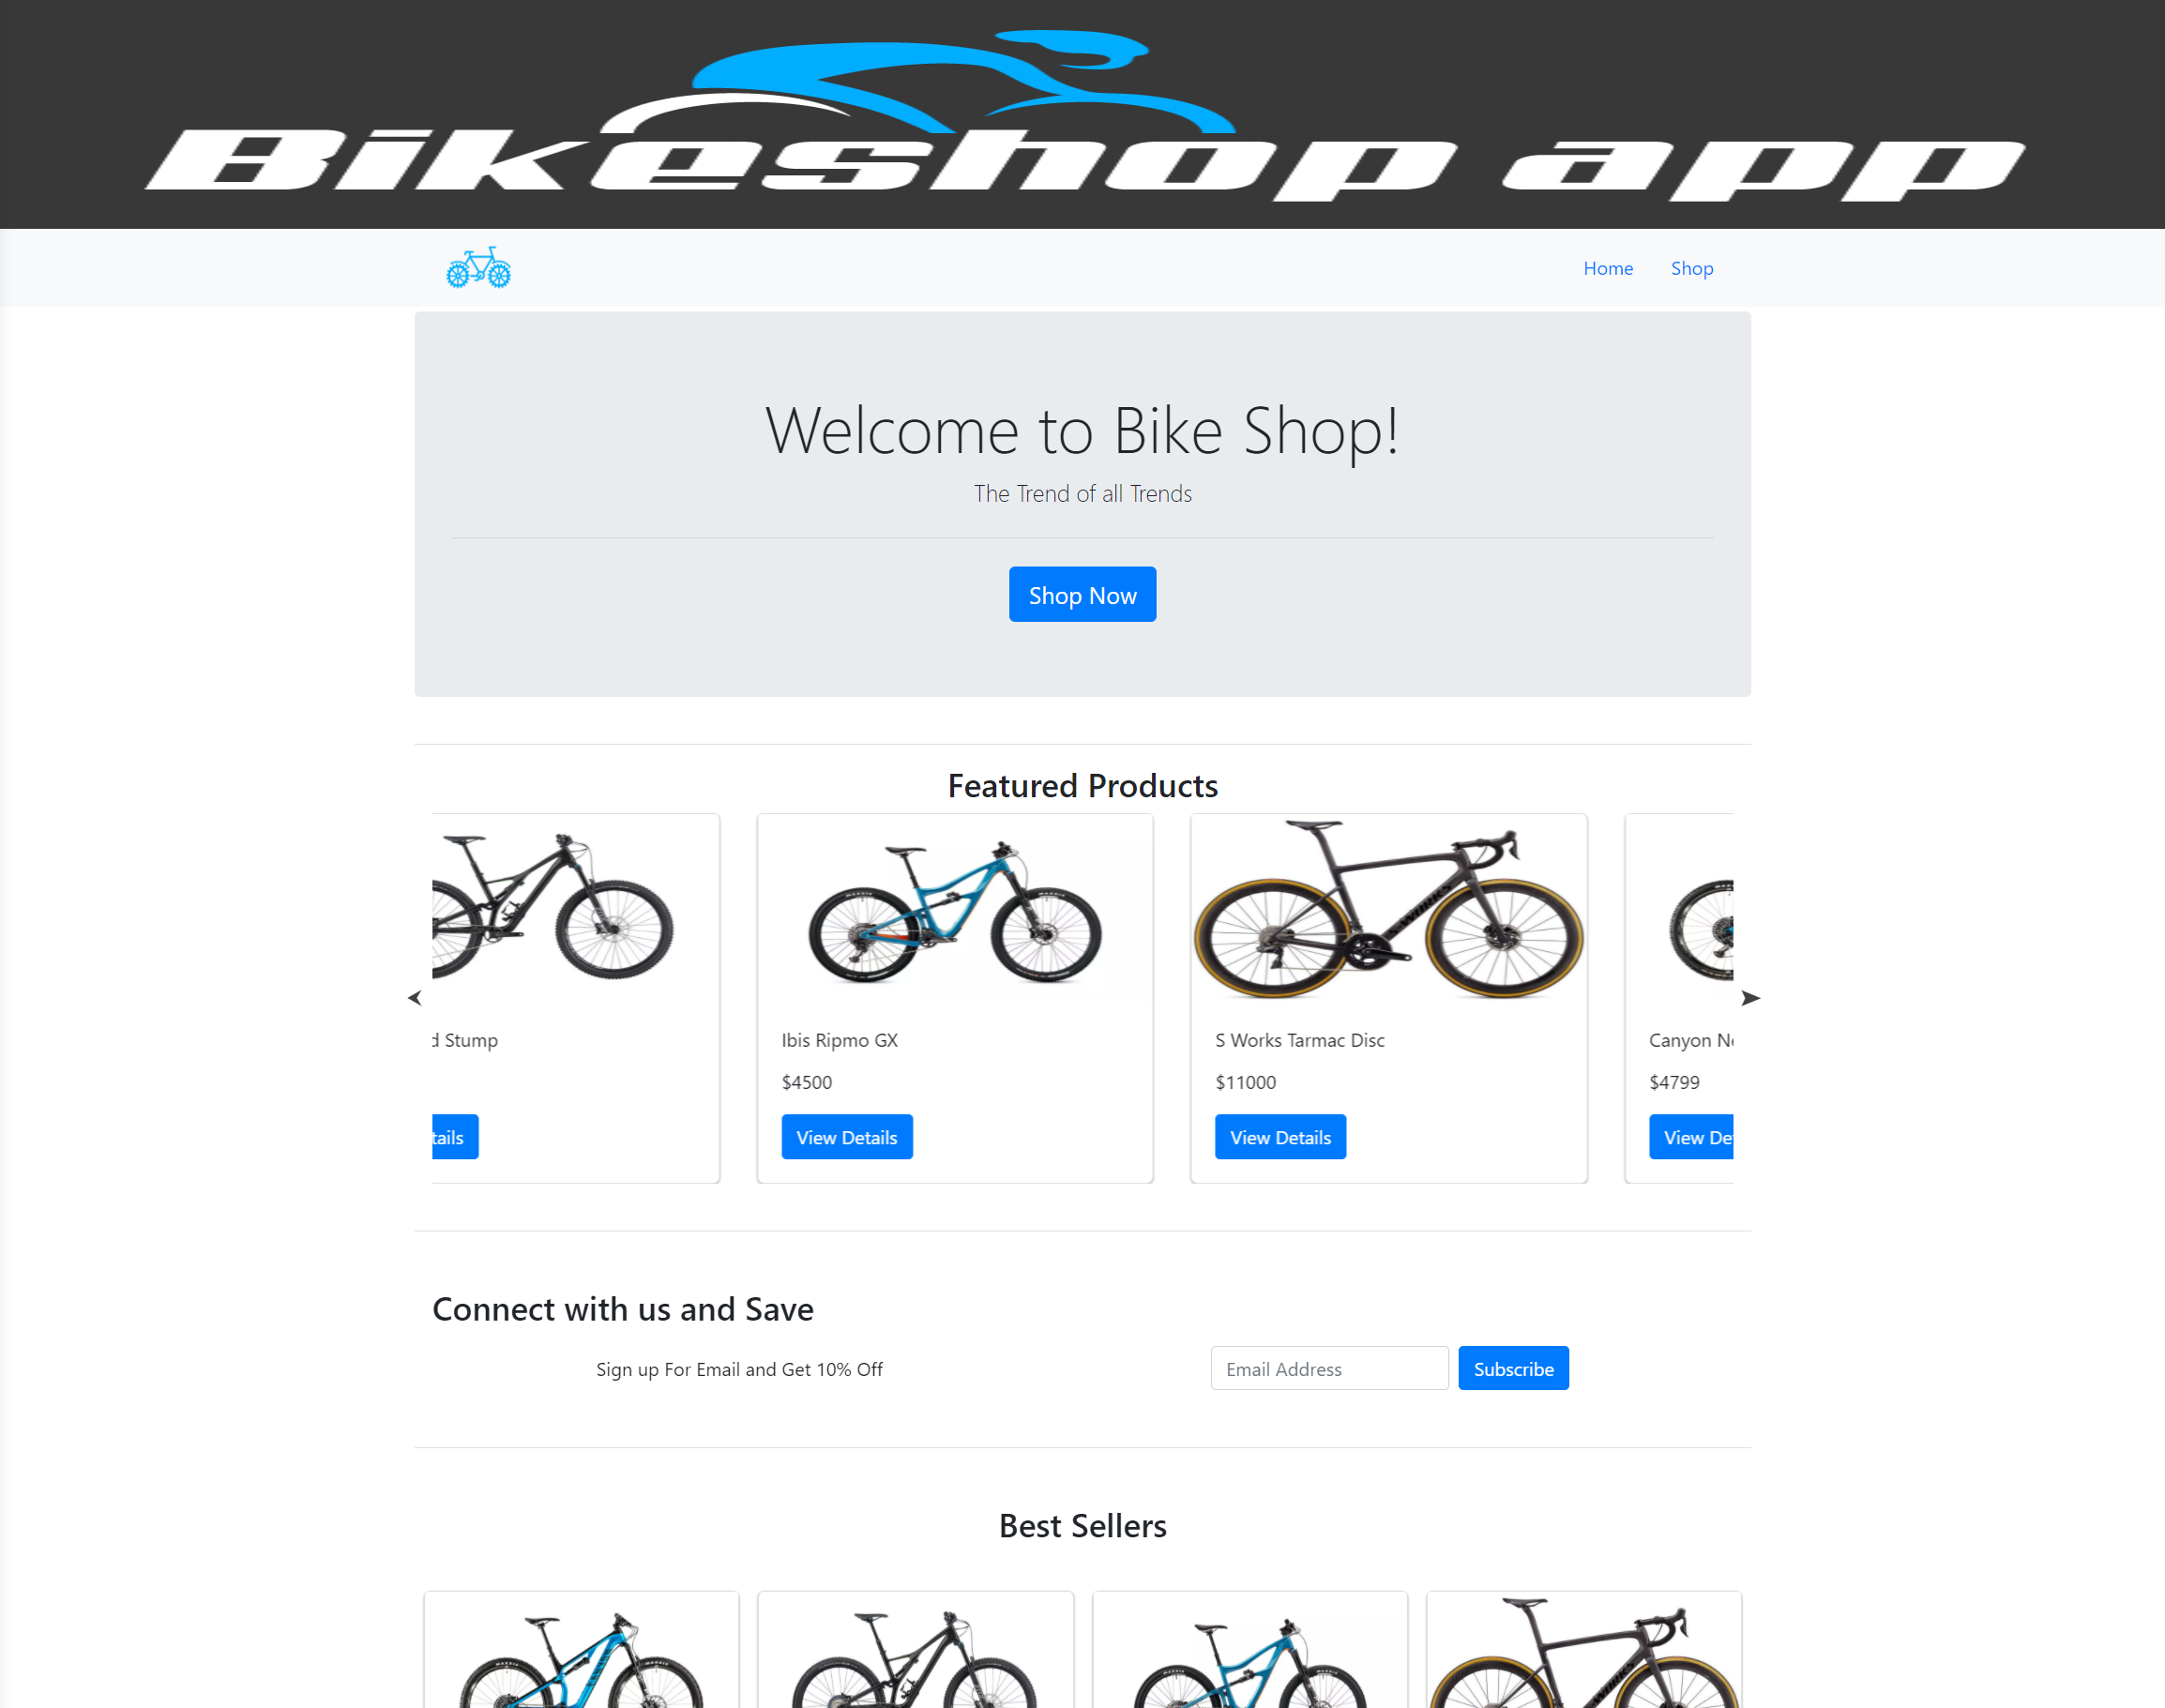 Bikeshop app
Home Shop
Welcome to Bike Shop!
The Trend of all Trends
Shop Now
Featured Products
d Stump Ibis Ripmo GX S Works Tarmac Disc Canyon
$4500 $11000 $4799
tails View Details View Details View De
Connect with us and Save
Sign up For Email and Get 10% Off Email Address Subscribe
Best Sellers